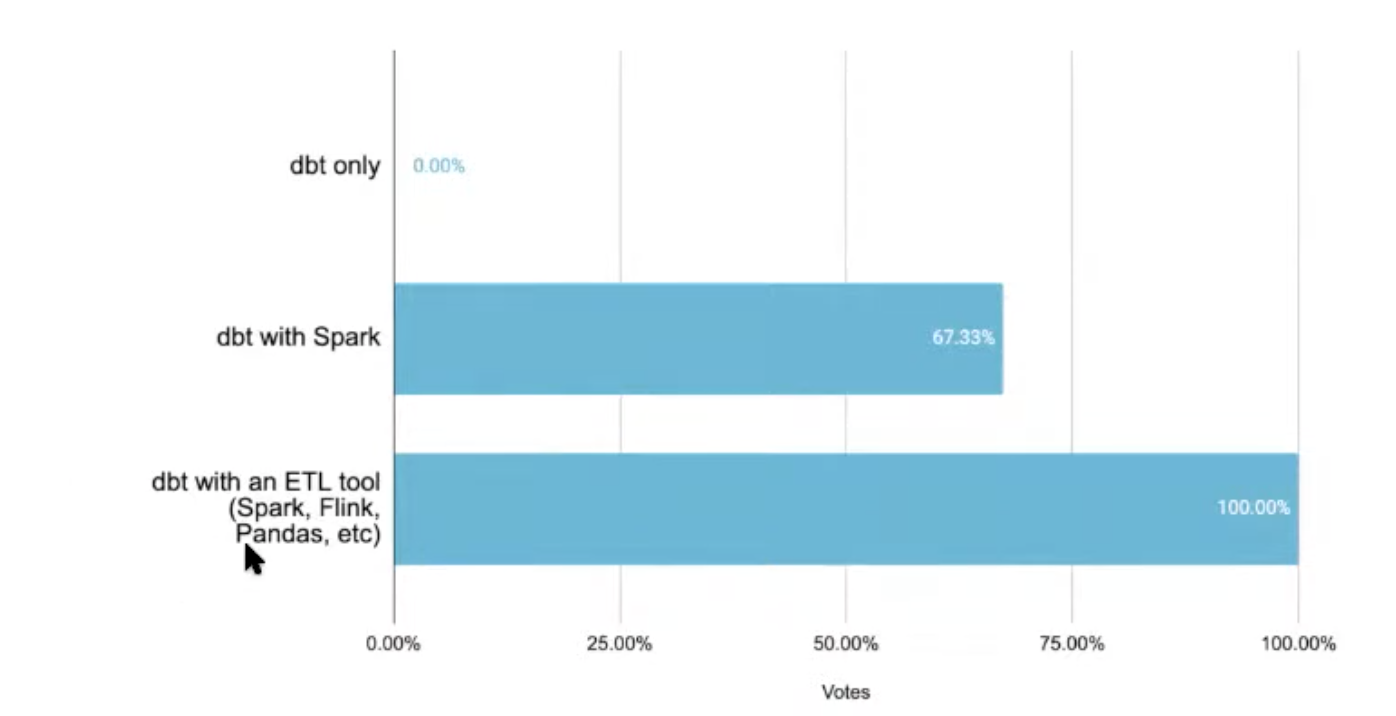 dbt only
0.00%
dbt with Spark
67.33%
dbt with an ETL tool
(Spark, Flink,
Pandas, etc)
100.00%
0.00%
25.00%
50.00%
75.00%
100.00%
Votes